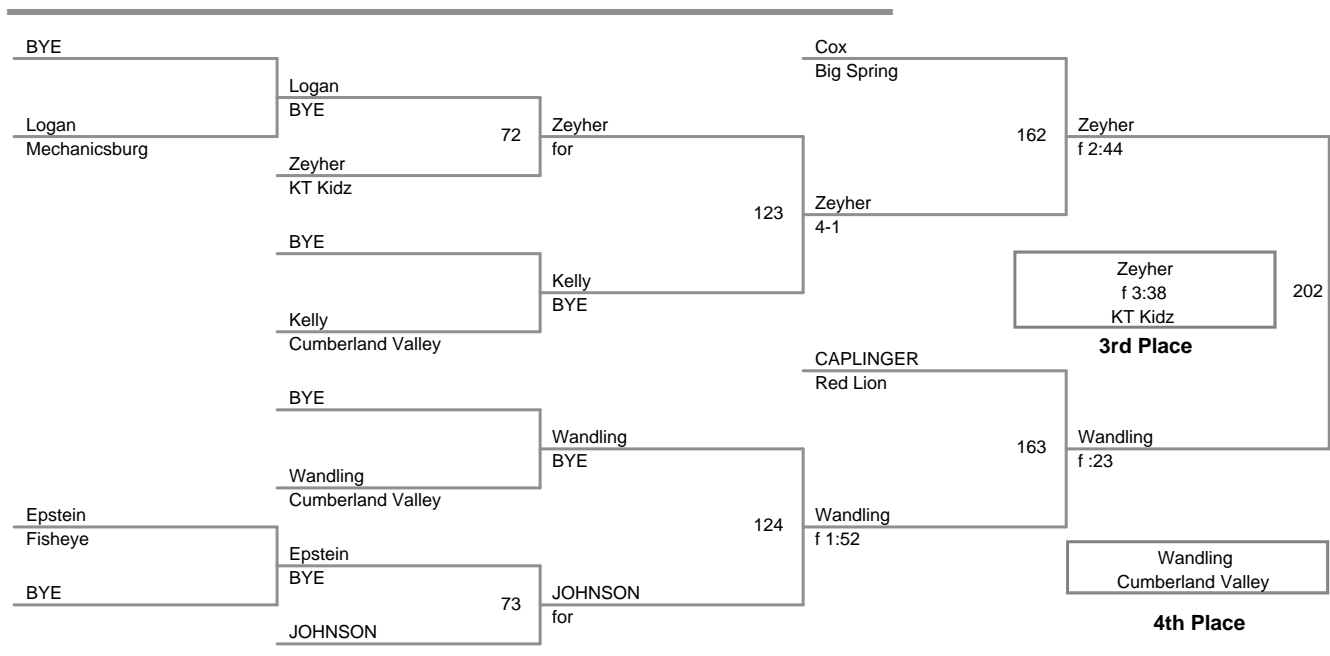 BYE
Cox
Big Spring
Logan
BYE
Logan
Mechanicsburg
72
Zeyher
for
162
Zeyher
f 2:44
Zeyher
KT Kidz
123
Zeyher
4-1
BYE
Kelly
BYE
Zeyher
f 3:38
KT Kidz
202
Kelly
Cumberland Valley
3rd Place
CAPLINGER
Red Lion
BYE
Wandling
BYE
163
Wandling
f :23
Wandling
Cumberland Valley
Epstein
Fisheye
124
Wandling
f 1:52
Epstein
BYE
Wandling
Cumberland Valley
BYE
73
JOHNSON
for
4th Place
JOHNSON